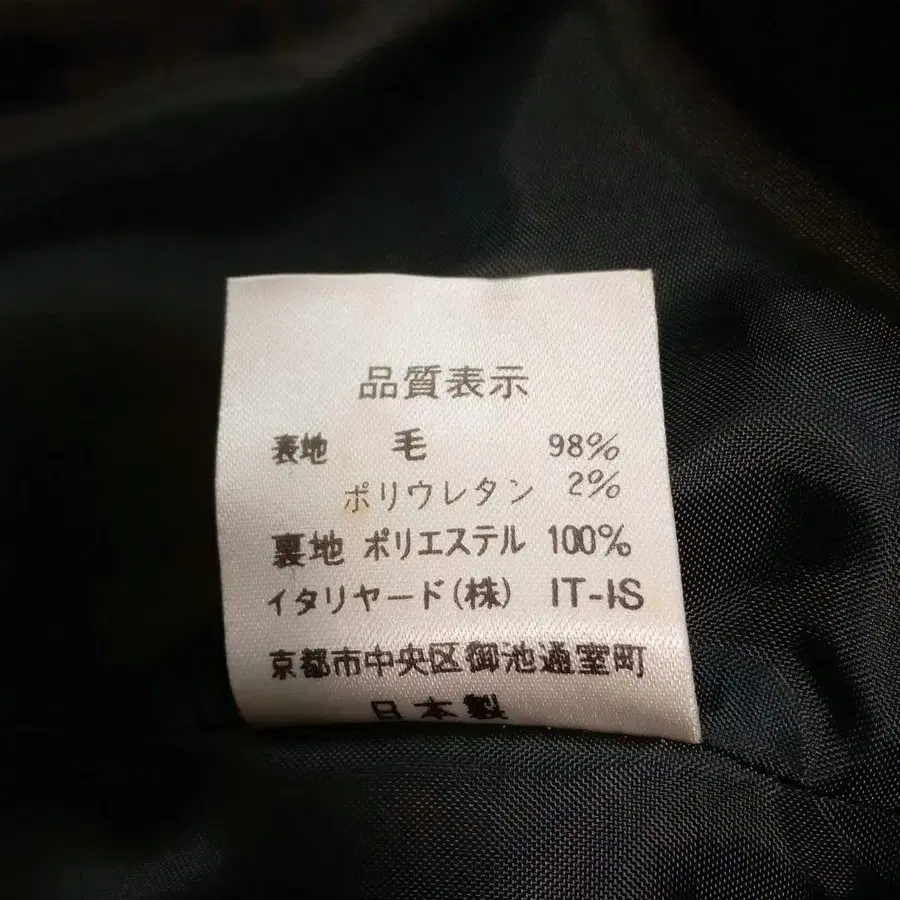 品質表示
表地 毛 98%
ポリウレタン 2%
裏地 ポリエステル 100%
イタリヤード(株) IT-IS
京都市中央区御池通室町
日本製